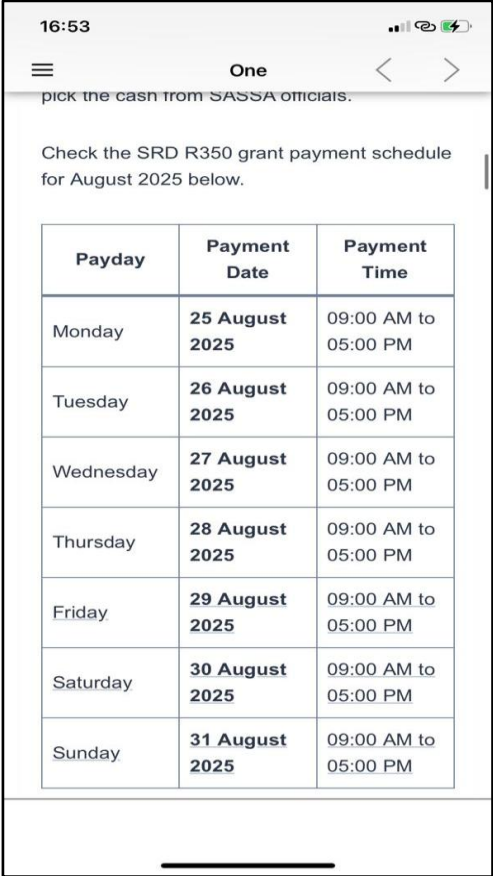 16:53
One
pick the cash from SASSA officials.
Check the SRD R350 grant payment schedule
for August 2025 below.
Payday
Payment
Date
Payment
Time
Monday
25 August
2025
09:00 AM to
05:00 PM
Tuesday
26 August
2025
09:00 AM to
05:00 PM
Wednesday
27 August
2025
09:00 AM to
05:00 PM
Thursday
28 August
2025
09:00 AM to
05:00 PM
Friday
29 August
2025
09:00 AM to
05:00 PM
Saturday
30 August
2025
09:00 AM to
05:00 PM
Sunday
31 August
2025
09:00 AM to
05:00 PM